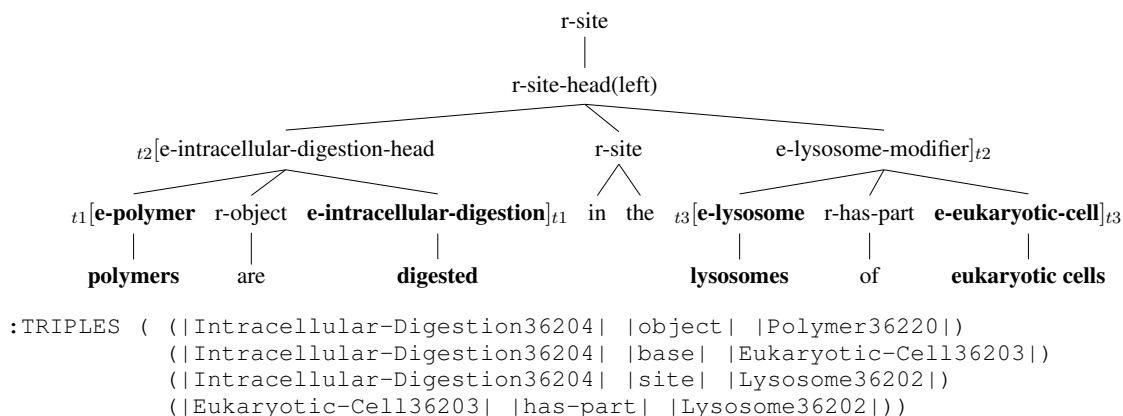 r-site
r-site-head(left)
t2[e-intracellular-digestion-head r-site e-lysosome-modifier]t2
t1[e-polymer r-object e-intracellular-digestion]t1 in the t3[e-lysosome r-has-part e-eukaryotic-cell]t3
polymers are digested lysosomes of eukaryotic cells
:TRIPLES ( (|Intracellular-Digestion36204| |object| |Polymer36220|)
(|Intracellular-Digestion36204| |base| |Eukaryotic-Cell36203|)
(|Intracellular-Digestion36204| |site| |Lysosome36202|)
(|Eukaryotic-Cell36203| |has-part| |Lysosome36202|))